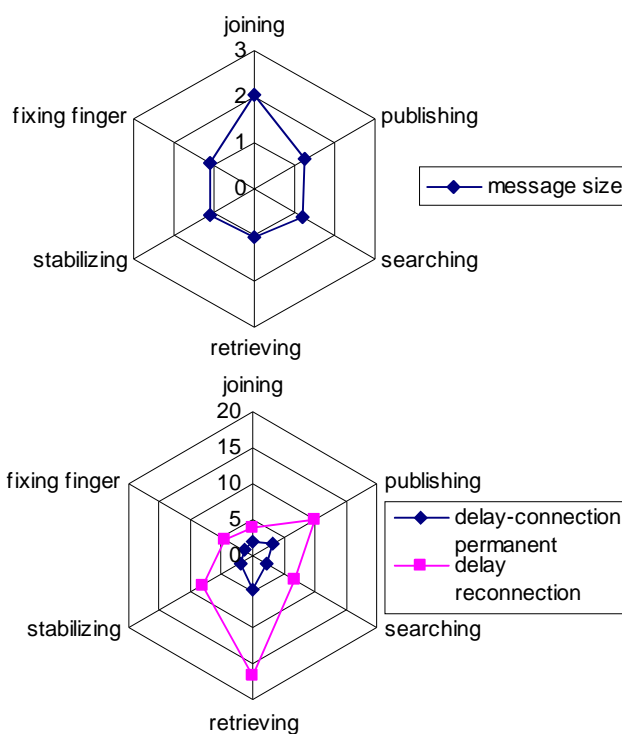 joining
3
fixing finger
2
publishing
1
0
message size
stabilizing
searching
retrieving
joining
20
15
fixing finger
publishing
10
5
delay-connection
permanent
0
delay
reconnection
stabilizing
searching
retrieving